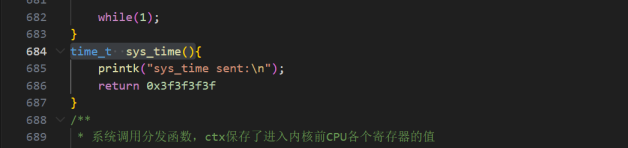 682 while(1);
683 }
684 time_t sys_time(){
685 printk("sys_time sent:\n");
686 return 0x3f3f3f3f
687 }
688 /**
689 * 系统调用分发函数，ctx保存了进入内核前CPU各个寄存器的值